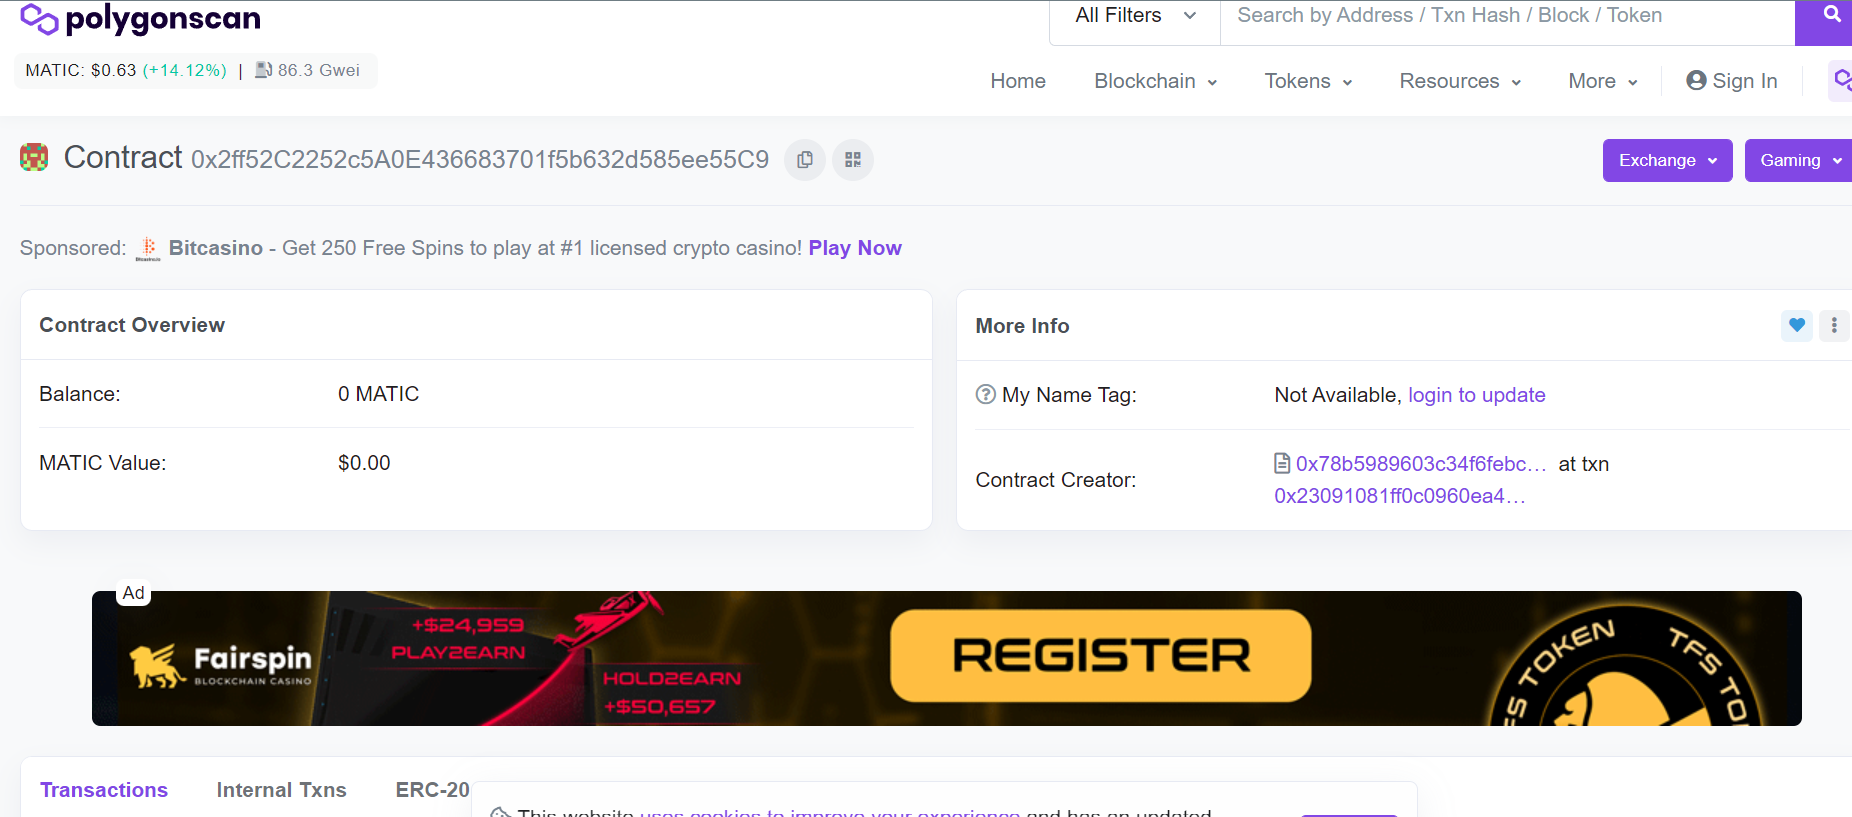 polygonscan
All Filters
Search by Address / Txn Hash / Block / Token
MATIC: $0.63 (+14.12%) | 86.3 Gwei
Home Blockchain Tokens Resources More Sign In
Contract 0x2ff52C2252c5A0E436683701f5b632d585ee55C9
Exchange Gaming
Sponsored: Bitcasino - Get 250 Free Spins to play at #1 licensed crypto casino! Play Now
Contract Overview
Balance: 0 MATIC
MATIC Value: $0.00
More Info
My Name Tag: Not Available, login to update
Contract Creator: 0x78b5989603c34f6febc… at txn
0x23091081ff0c0960ea4…
Ad
Fairspin
BLOCKCHAIN CASINO
+$24,959
PLAY2EARN
HOLD2EARN
+$50,657
REGISTER
FS TOKEN TFS TO
Transactions Internal Txns ERC-20
This website uses cookies to improve your experience and has an updated